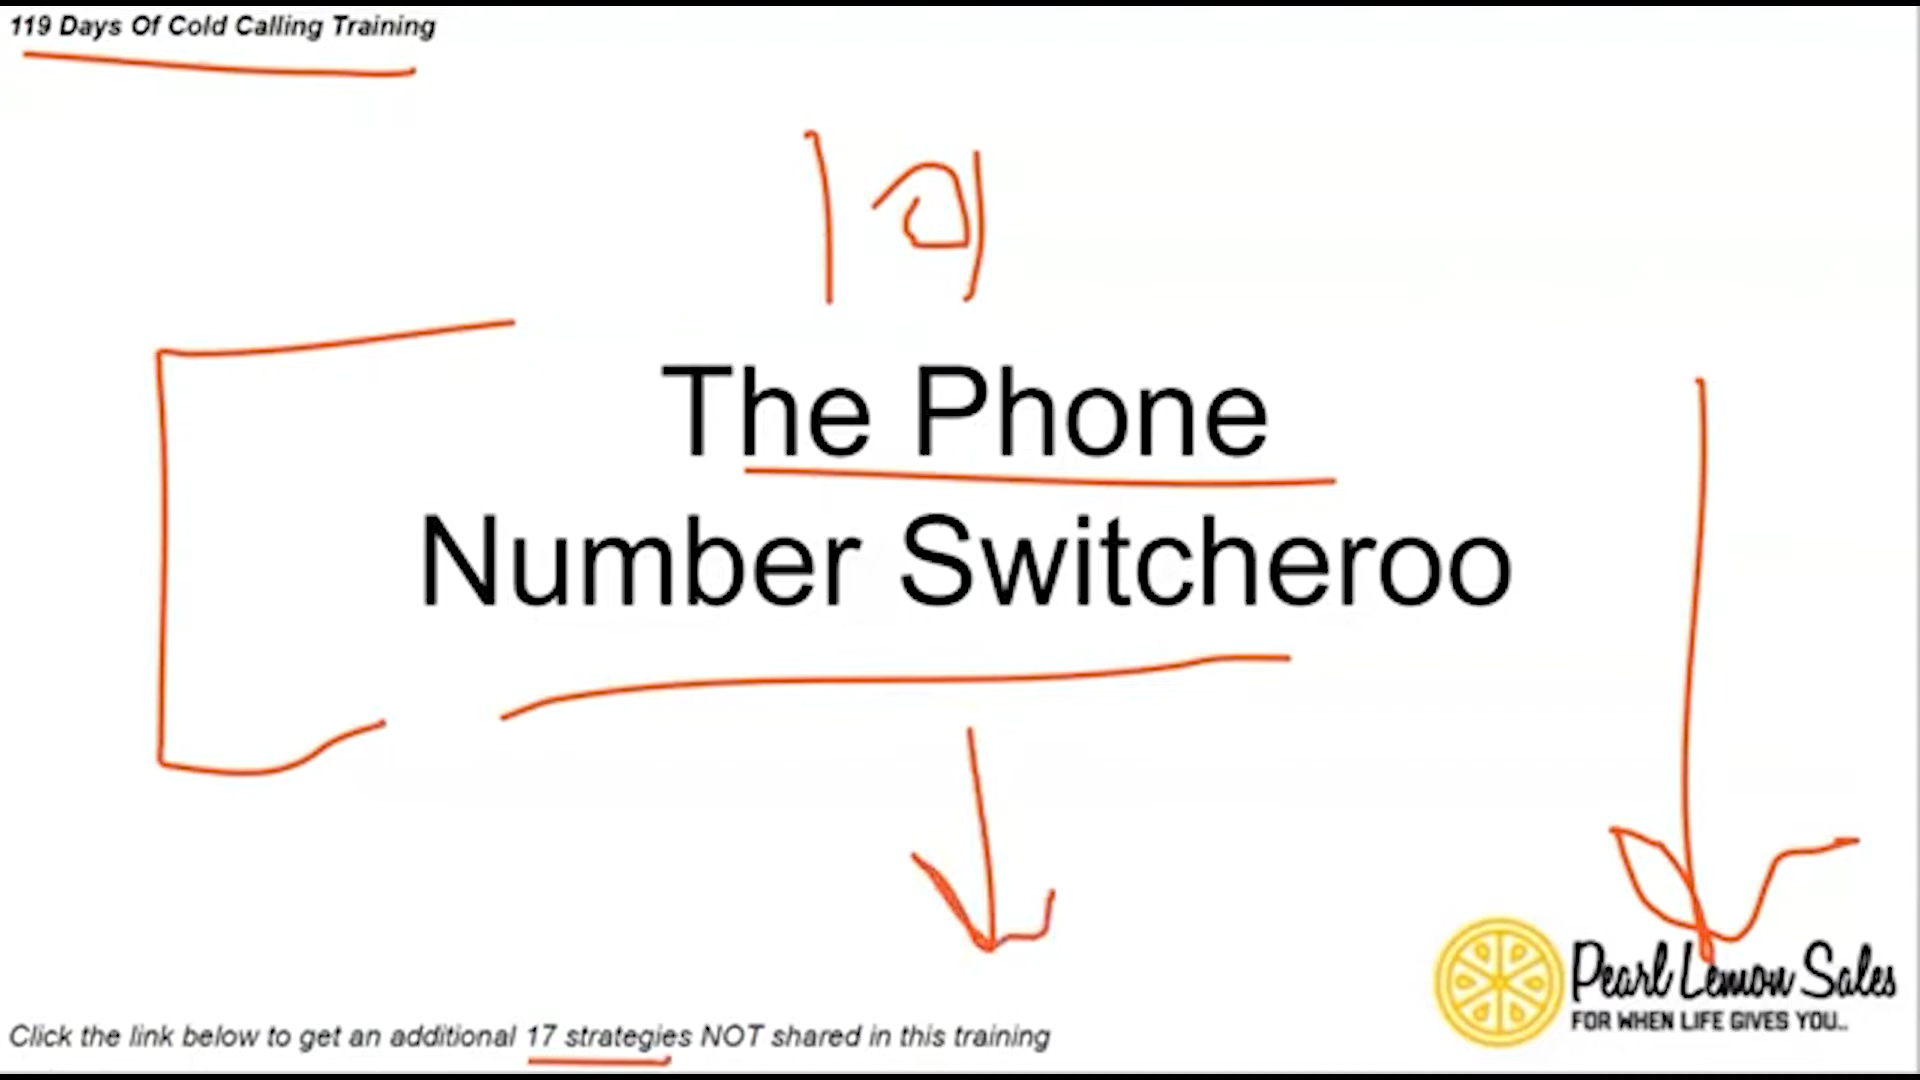 119 Days Of Cold Calling Training
The Phone
Number Switcheroo
Pearl Lemon Sales
FOR WHEN LIFE GIVES YOU..
Click the link below to get an additional 17 strategies NOT shared in this training